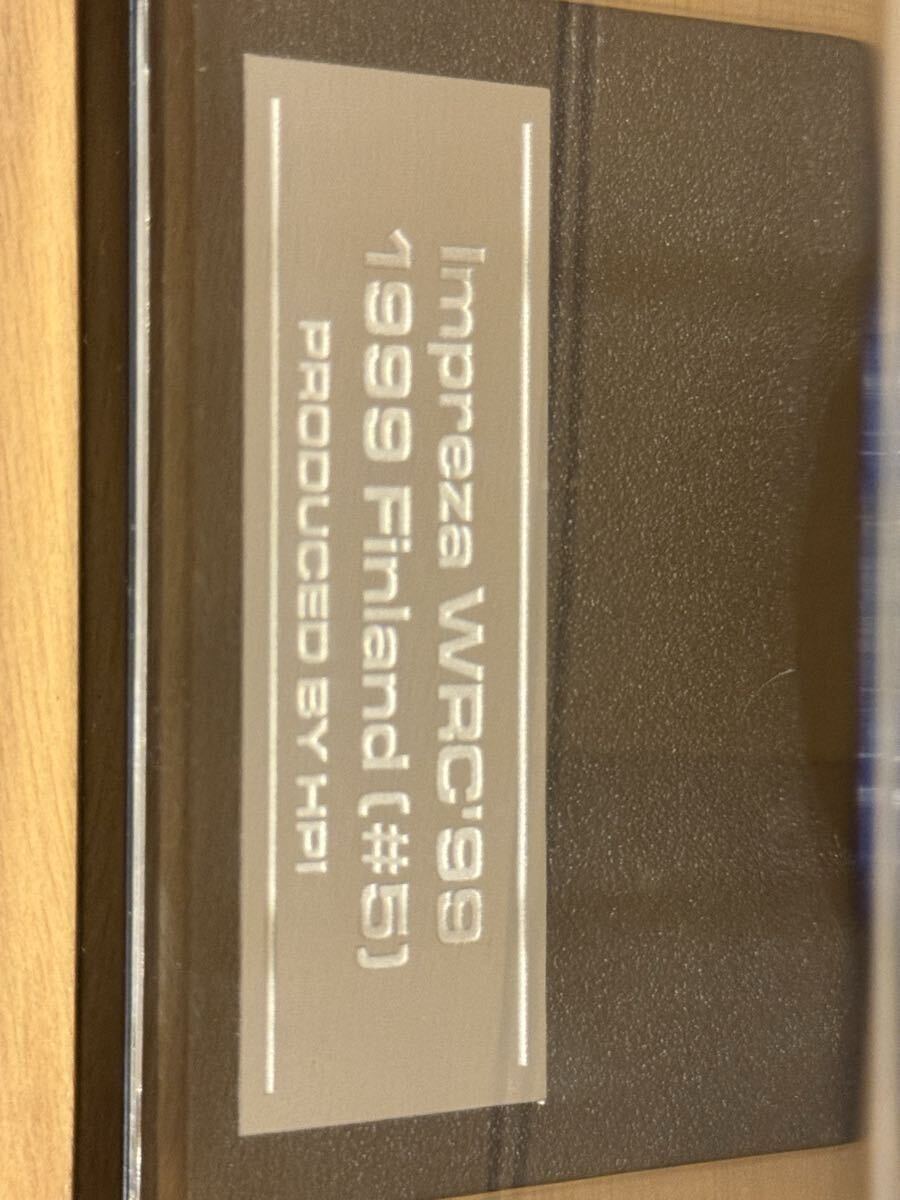 Impreza WRC'99
1999 Finland (#5)
PRODUCED BY HPI